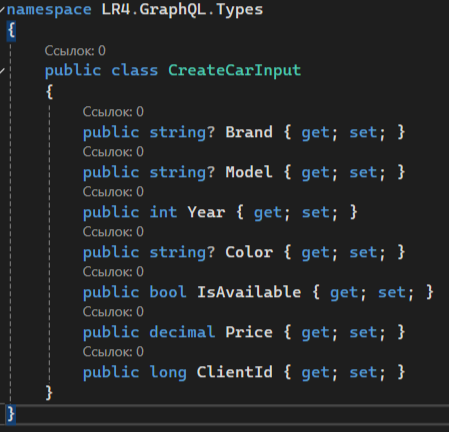 namespace LR4.GraphQL.Types
{
Ссылок: 0
public class CreateCarInput
{
Ссылок: 0
public string? Brand { get; set; }
Ссылок: 0
public string? Model { get; set; }
Ссылок: 0
public int Year { get; set; }
Ссылок: 0
public string? Color { get; set; }
Ссылок: 0
public bool IsAvailable { get; set; }
Ссылок: 0
public decimal Price { get; set; }
Ссылок: 0
public long ClientId { get; set; }
}
}